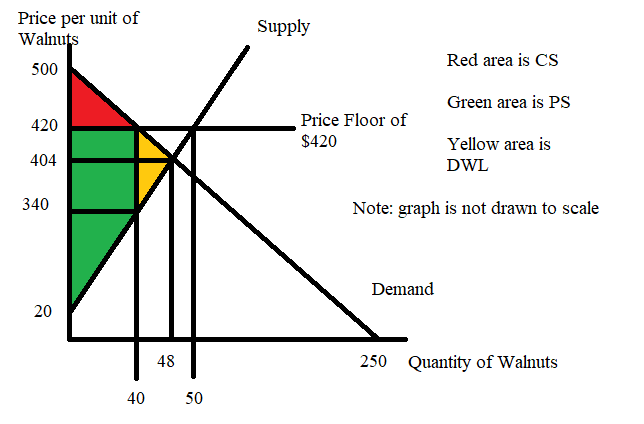 Price per unit of
Walnuts
Supply
500
Red area is CS
Green area is PS
420
Price Floor of
$420
Yellow area is
DWL
404
340
Note: graph is not drawn to scale
Demand
20
48
250
Quantity of Walnuts
40
50